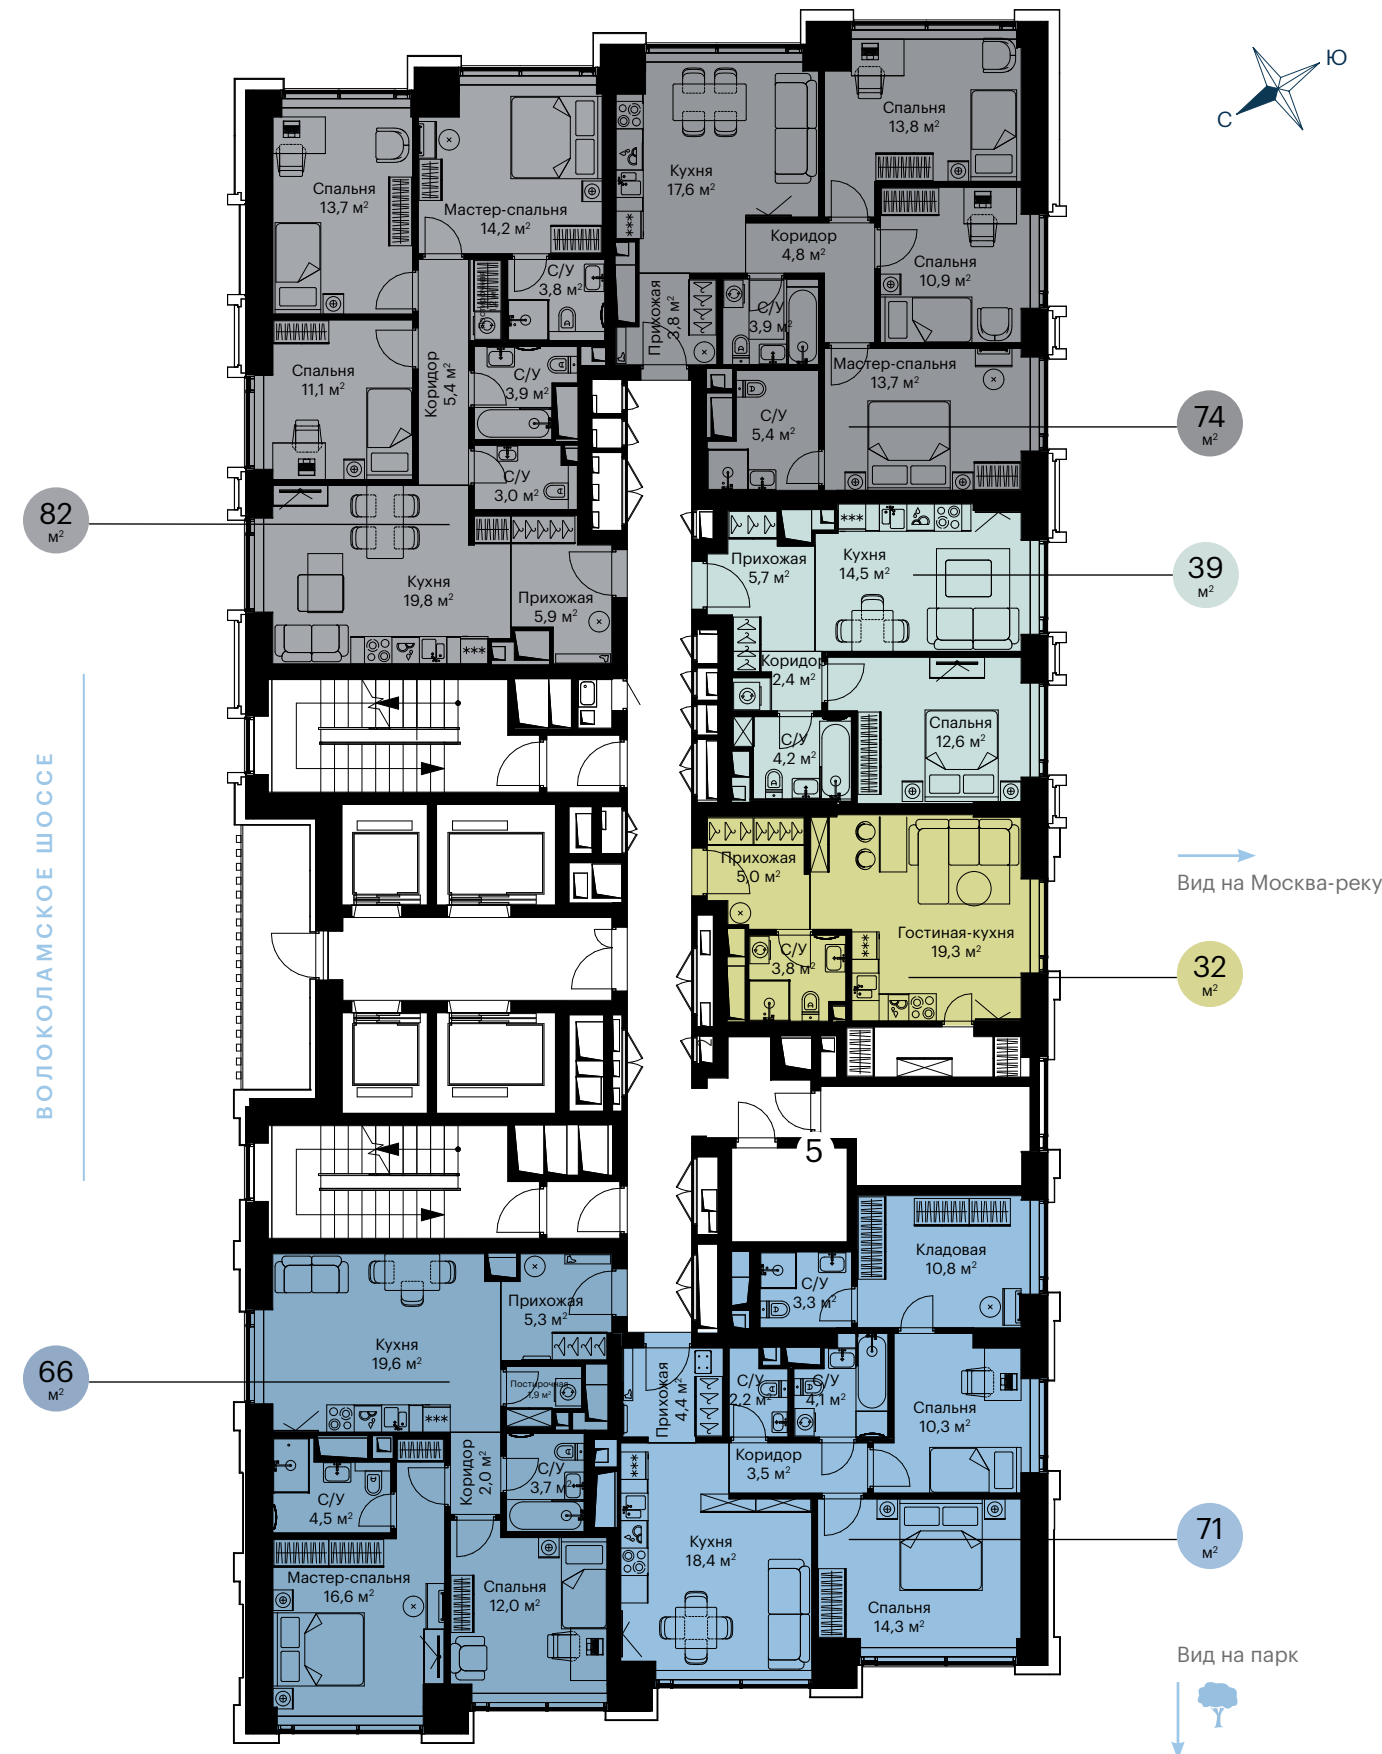 Ю
С
Спальня
13,8 м²
Кухня
17,6 м²
Спальня
13,7 м²
Мастер-спальня
14,2 м²
Коридор
4,8 м²
Спальня
10,9 м²
С/У
3,8 м²
Прихожая
3,8 м²
С/У
3,9 м²
Спальня
11,1 м²
Коридор
5,4 м²
С/У
3,9 м²
Мастер-спальня
13,7 м²
С/У
5,4 м²
74
м²
С/У
3,0 м²
82
м²
Кухня
19,8 м²
Прихожая
5,9 м²
Прихожая
5,7 м²
Кухня
14,5 м²
39
м²
Коридор
2,4 м²
Спальня
12,6 м²
С/У
4,2 м²
ВОЛОКОЛАМСКОЕ ШОССЕ
Прихожая
5,0 м²
Вид на Москва-реку
Гостиная-кухня
19,3 м²
С/У
3,8 м²
32
м²
5
Кладовая
10,8 м²
С/У
3,3 м²
Прихожая
5,3 м²
Кухня
19,6 м²
66
м²
Постирочная
1,9 м²
Прихожая
4,4 м²
С/У
2,2 м²
С/У
4,1 м²
Спальня
10,3 м²
Коридор
2,0 м²
Коридор
3,5 м²
С/У
3,7 м²
С/У
4,5 м²
Кухня
18,4 м²
71
м²
Мастер-спальня
16,6 м²
Спальня
12,0 м²
Спальня
14,3 м²
Вид на парк